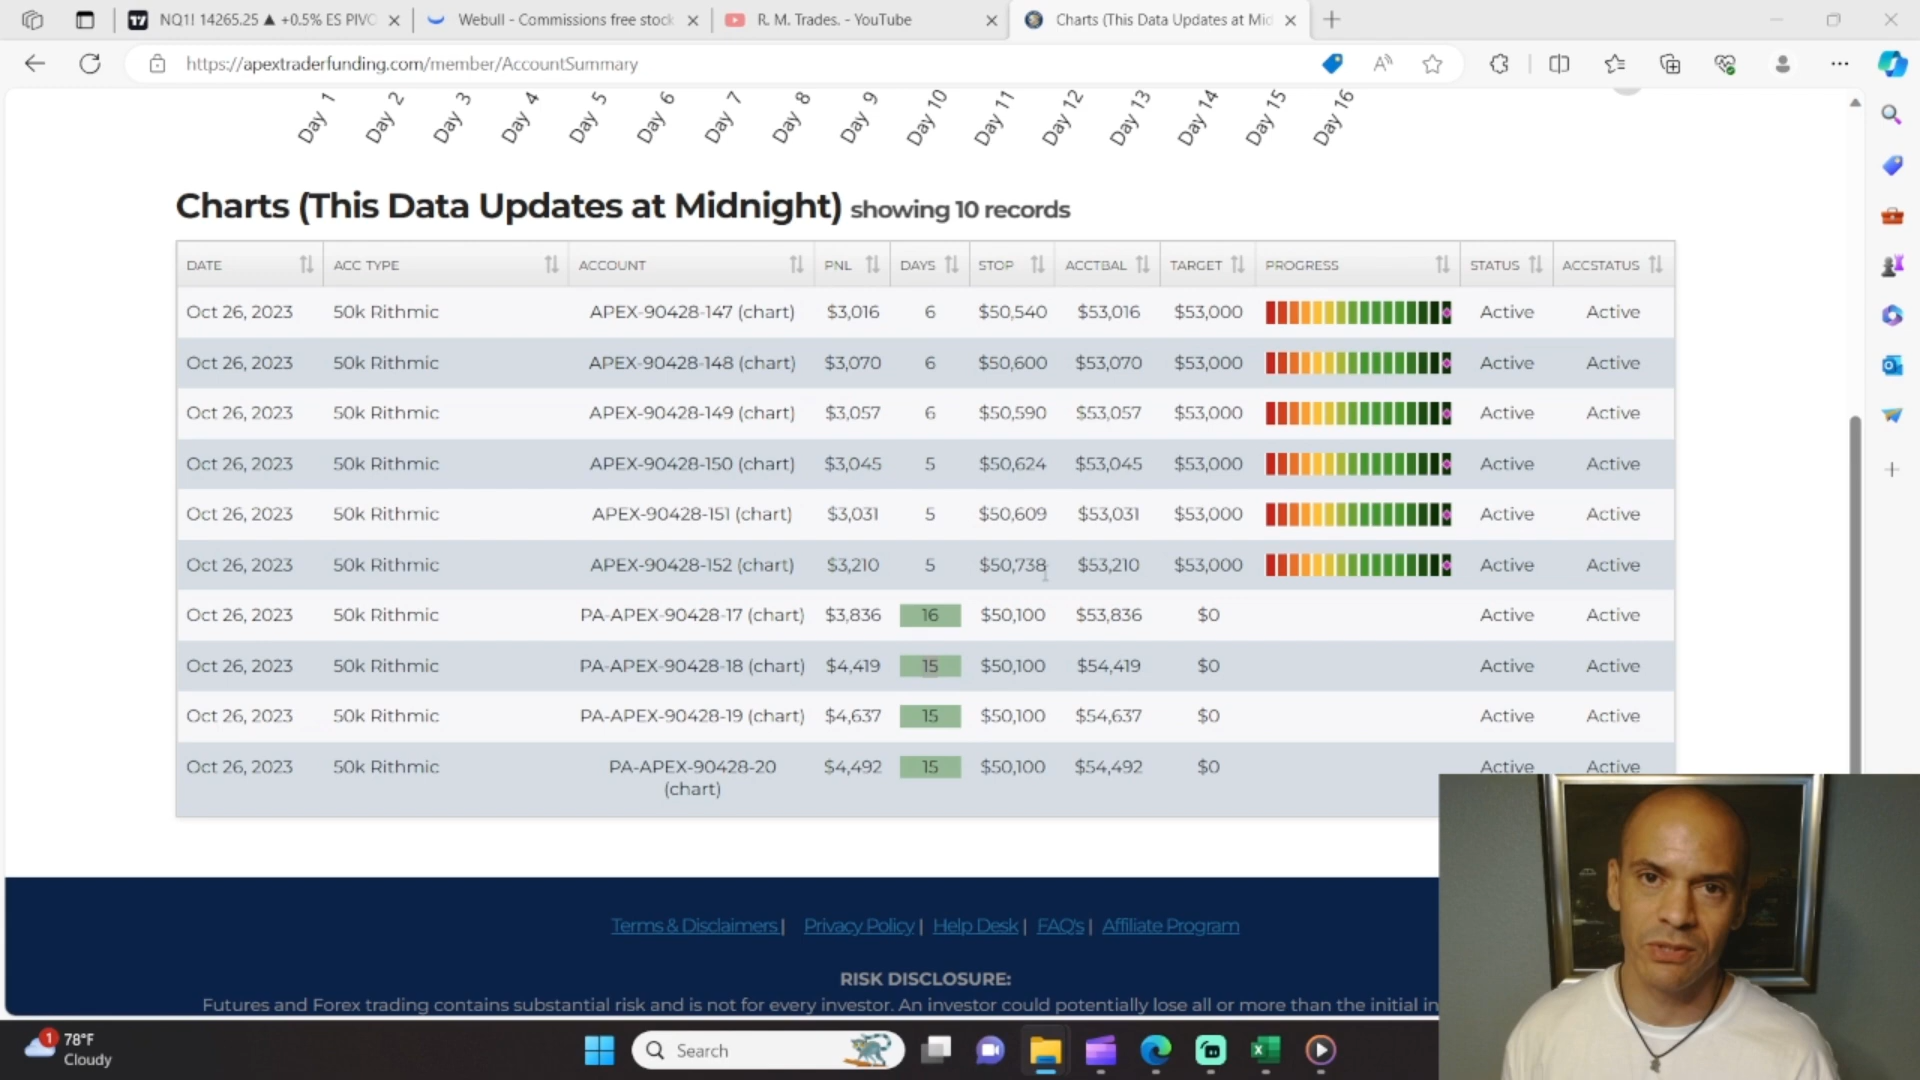 NQ1! 14265.25 ▲ +0.5% ES PIVO
Webull - Commissions free stock
R. M. Trades. - YouTube
Charts (This Data Updates at Mid
https://apextraderfunding.com/member/AccountSummary
Day 1 Day 2 Day 3 Day 4 Day 5 Day 6 Day 7 Day 8 Day 9 Day 10 Day 11 Day 12 Day 13 Day 14 Day 15 Day 16
Charts (This Data Updates at Midnight) showing 10 records
DATE ACC TYPE ACCOUNT PNL DAYS STOP ACCTBAL TARGET PROGRESS STATUS ACCSTATUS
Oct 26, 2023 50k Rithmic APEX-90428-147 (chart) $3,016 6 $50,540 $53,016 $53,000 Active Active
Oct 26, 2023 50k Rithmic APEX-90428-148 (chart) $3,070 6 $50,600 $53,070 $53,000 Active Active
Oct 26, 2023 50k Rithmic APEX-90428-149 (chart) $3,057 6 $50,590 $53,057 $53,000 Active Active
Oct 26, 2023 50k Rithmic APEX-90428-150 (chart) $3,045 5 $50,624 $53,045 $53,000 Active Active
Oct 26, 2023 50k Rithmic APEX-90428-151 (chart) $3,031 5 $50,609 $53,031 $53,000 Active Active
Oct 26, 2023 50k Rithmic APEX-90428-152 (chart) $3,210 5 $50,738 $53,210 $53,000 Active Active
Oct 26, 2023 50k Rithmic PA-APEX-90428-17 (chart) $3,836 16 $50,100 $53,836 $0 Active Active
Oct 26, 2023 50k Rithmic PA-APEX-90428-18 (chart) $4,419 15 $50,100 $54,419 $0 Active Active
Oct 26, 2023 50k Rithmic PA-APEX-90428-19 (chart) $4,637 15 $50,100 $54,637 $0 Active Active
Oct 26, 2023 50k Rithmic PA-APEX-90428-20 $4,492 15 $50,100 $54,492 $0 Active Active
(chart)
Terms & Disclaimers | Privacy Policy | Help Desk | FAQ's | Affiliate Program
RISK DISCLOSURE:
Futures and Forex trading contains substantial risk and is not for every investor. An investor could potentially lose all or more than the initial in
1
78°F
Cloudy
Search